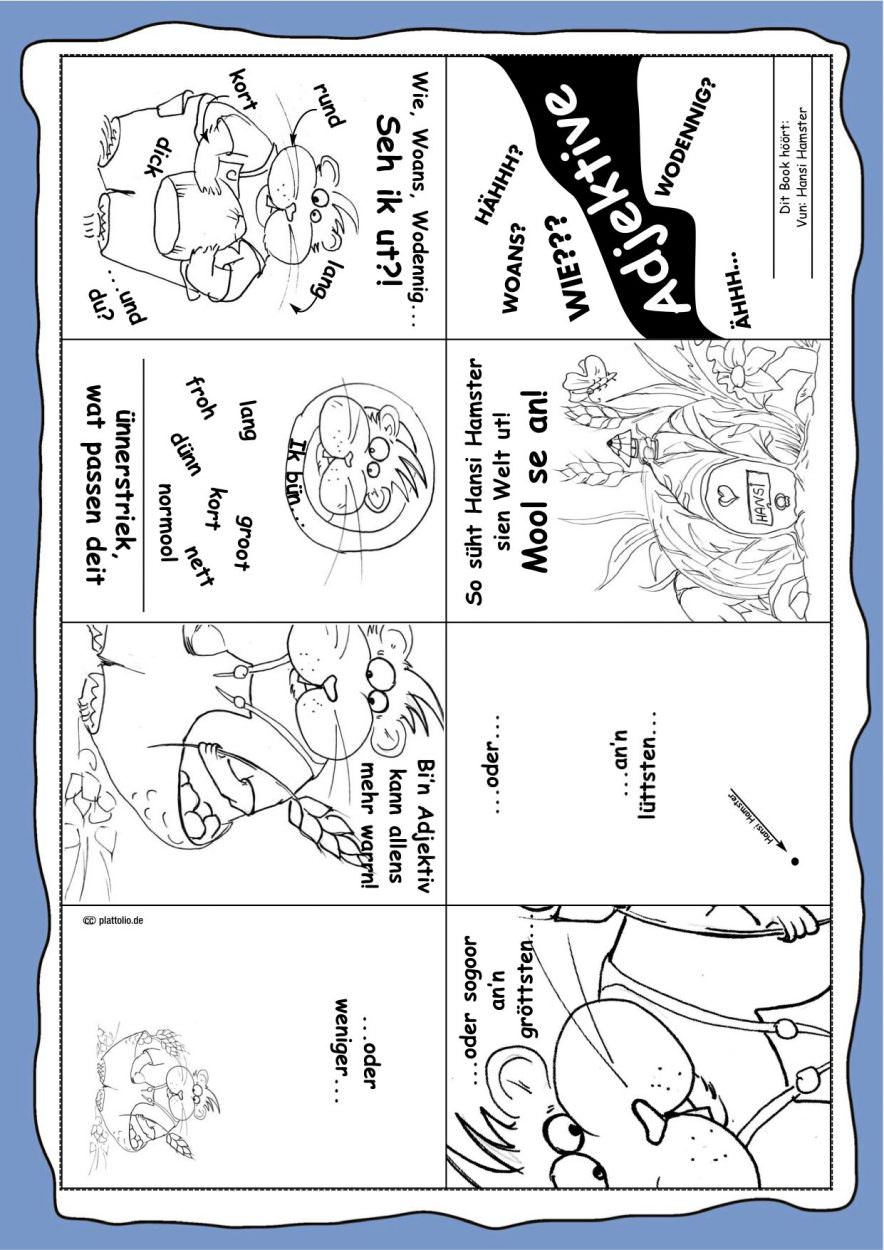 HÄHHH?
WOANS?
WIE???
Adjektive
WODENNIG?
ÄHHH...
Dit Book höört:
Vun: Hansi Hamster
Wie, Woans, Wodennig...
Seh ik ut?!
rund
kort
lang
dick
un...
du?
Ik bün...
lang
groot
froh
kort
dünn
nett
normool
ünnerstriek,
wat passen deit
Bi'n Adjektiv
kann allens
mehr warrn!
...oder
weniger...
plattolio.de
...oder sogoor
an'n
gröttsten...
...oder...
...an'n
lüttsten...
Hansi Hamster
So süht Hansi Hamster
sien Welt ut!
Mool se an!
HANSI